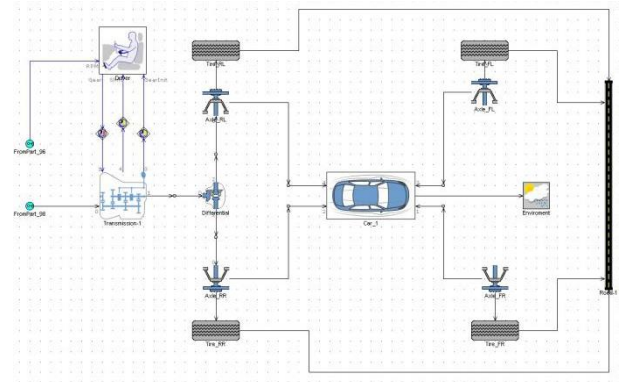 Tire_RL
Tire_FL
Driver
Axle_RL
Axle_FL
FromPart_96
FromPart_98
Transmission-1
Differential
Car_1
Enviroment
Axle_RR
Axle_FR
Road-1
Tire_RR
Tire_FR